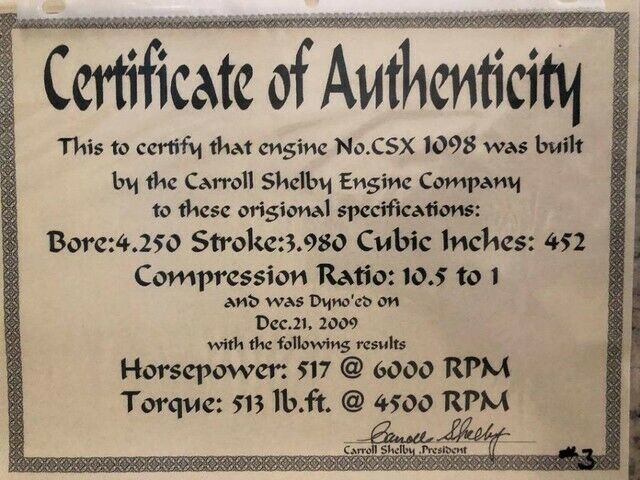 Certificate of Authenticity
This to certify that engine No.CSX 1098 was built
by the Carroll Shelby Engine Company
to these origional specifications:
Bore:4.250 Stroke:3.980 Cubic Inches: 452
Compression Ratio: 10.5 to 1
and was Dyno'ed on
Dec.21, 2009
with the following results
Horsepower: 517 @ 6000 RPM
Torque: 513 lb.ft. @ 4500 RPM
Carroll Shelby
Carroll Shelby .President
#3